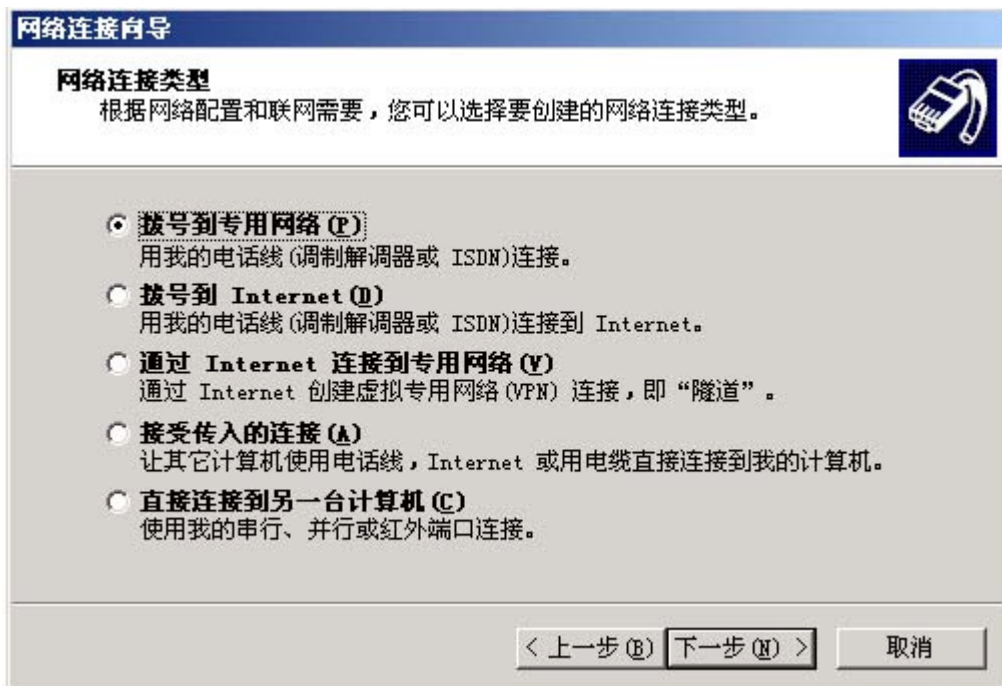 网络连接向导
网络连接类型
根据网络配置和联网需要，您可以选择要创建的网络连接类型。
拨号到专用网络(P)
用我的电话线(调制解调器或 ISDN)连接。
拨号到 Internet(D)
用我的电话线(调制解调器或 ISDN)连接到 Internet。
通过 Internet 连接到专用网络(V)
通过 Internet 创建虚拟专用网络(VPN) 连接，即“隧道”。
接受传入的连接(A)
让其它计算机使用电话线，Internet 或用电缆直接连接到我的计算机。
直接连接到另一台计算机(C)
使用我的串行、并行或红外端口连接。
< 上一步(B) 下一步(N) > 取消